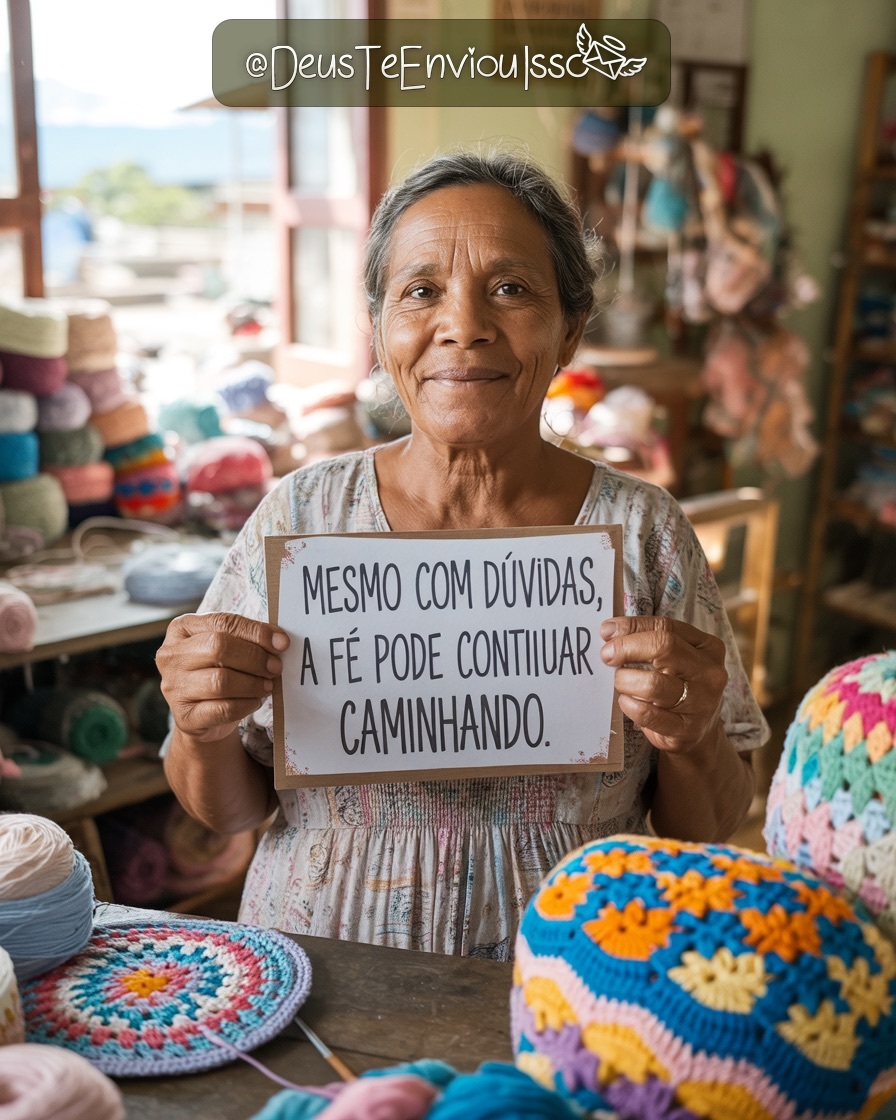 @DeusTeEnviouIsso
MESMO COM DÚVIDAS,
A FÉ PODE CONTIIUAR
CAMINHANDO.